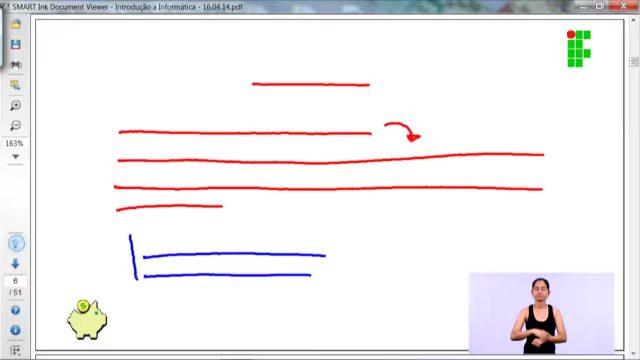 SMART Ink Document Viewer - Introdução a Informática - 16.04.14.pdf
163%
6
/ 51